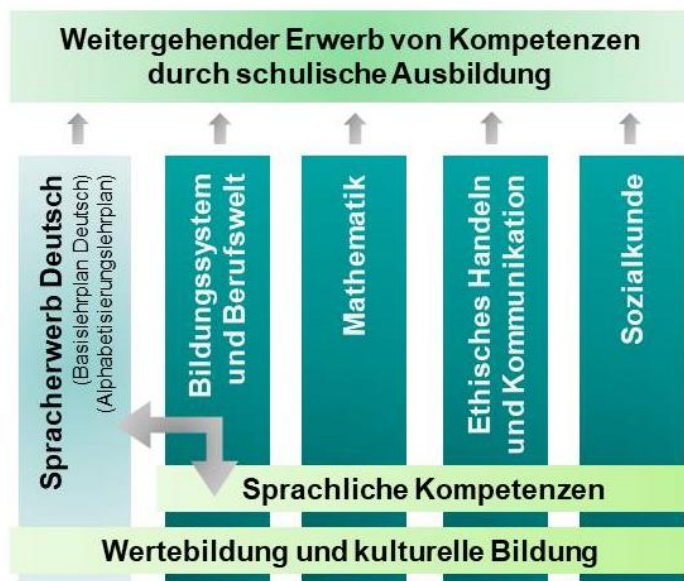 Weitergehender Erwerb von Kompetenzen
durch schulische Ausbildung
Spracherwerb Deutsch
(Basislehrplan Deutsch)
(Alphabetisierungslehrplan)
Bildungssystem
und Berufswelt
Mathematik
Ethisches Handeln
und Kommunikation
Sozialkunde
Sprachliche Kompetenzen
Wertebildung und kulturelle Bildung